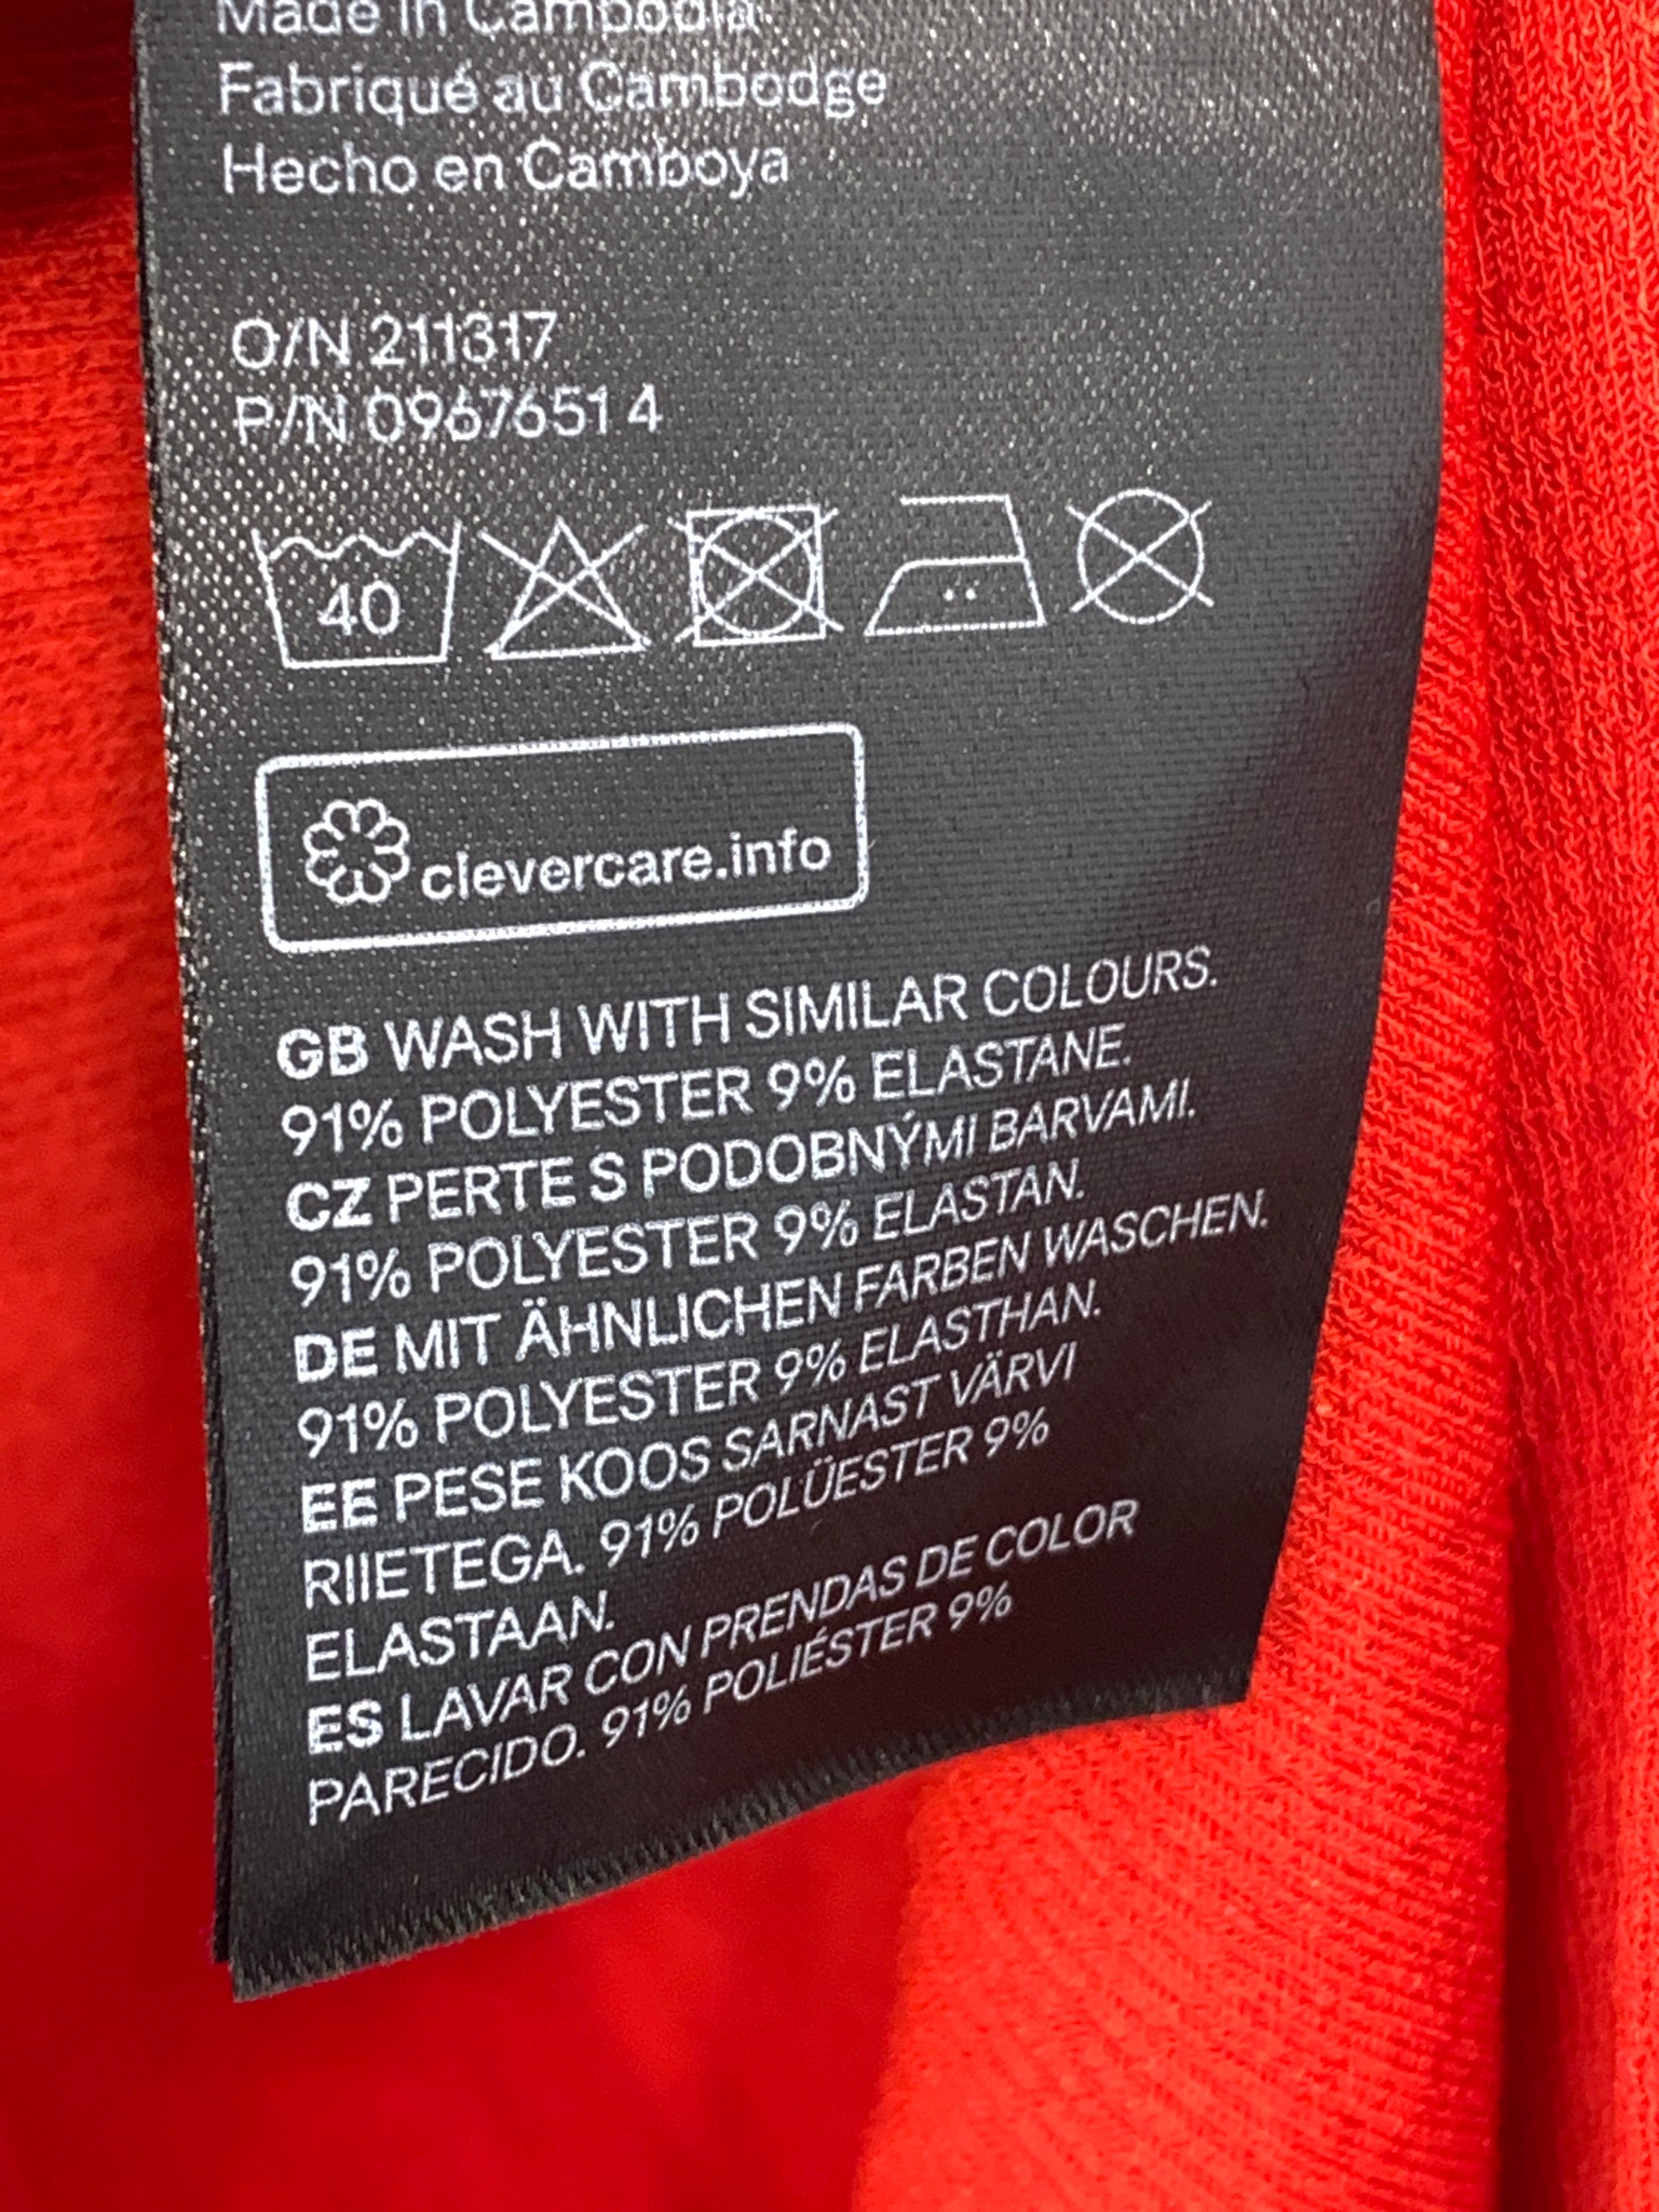 Made in Cambodia
Fabriqué au Cambodge
Hecho en Camboya
O/N 211317
P/N 09676514
40
clevercare.info
GB WASH WITH SIMILAR COLOURS.
91% POLYESTER 9% ELASTANE.
CZ PERTE S PODOBNÝMI BARVAMI.
91% POLYESTER 9% ELASTAN.
DE MIT ÄHNLICHEN FARBEN WASCHEN.
91% POLYESTER 9% ELASTHAN.
EE PESE KOOS SARNAST VÄRVI
RIIETEGA. 91% POLÜESTER 9%
ELASTAAN.
ES LAVAR CON PRENDAS DE COLOR
PARECIDO. 91% POLIÉSTER 9%